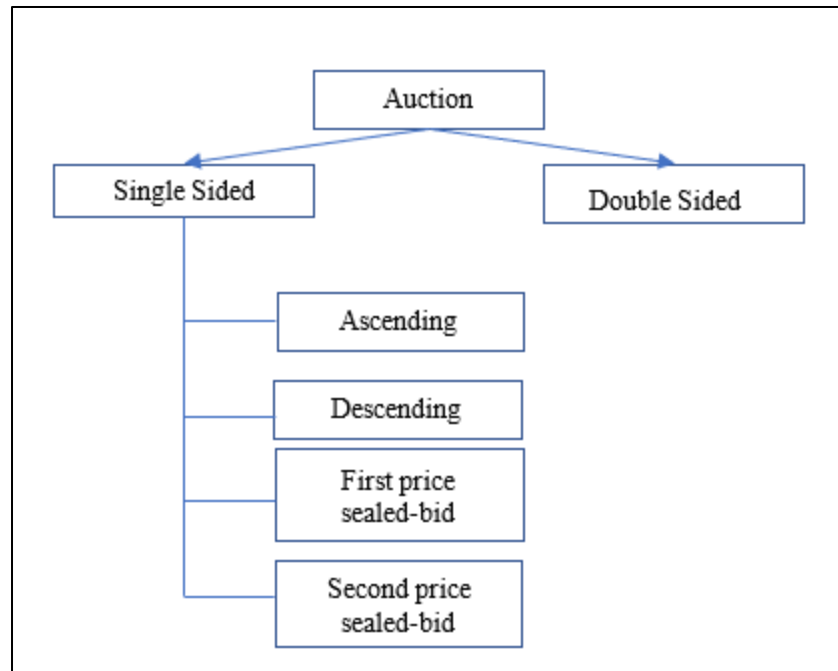 Auction
Single Sided
Double Sided
Ascending
Descending
First price
sealed-bid
Second price
sealed-bid